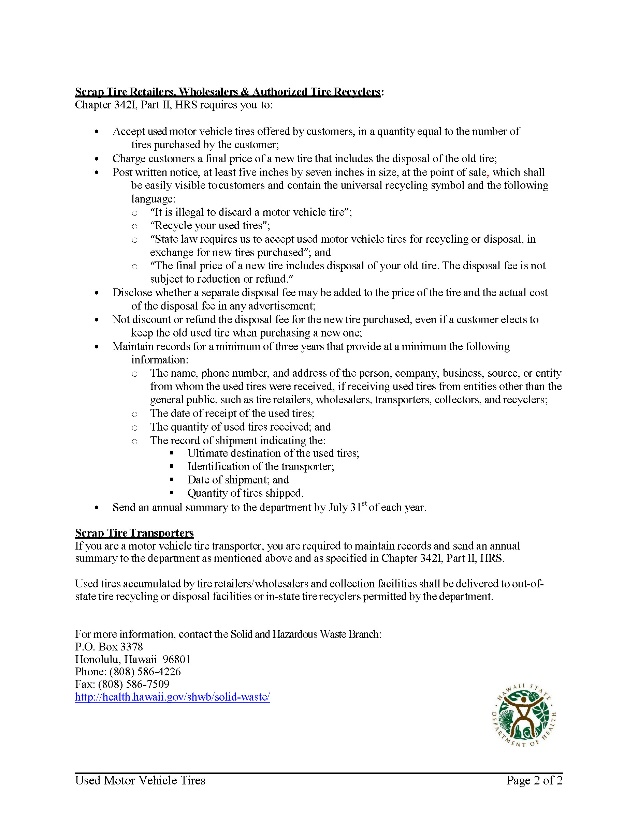 Scrap Tire Retailers, Wholesalers & Authorized Tire Recyclers:
Chapter 342I, Part II, HRS requires you to:
• Accept used motor vehicle tires offered by customers, in a quantity equal to the number of
tires purchased by the customer;
• Charge customers a final price of a new tire that includes the disposal of the old tire;
• Post written notice, at least five inches by seven inches in size, at the point of sale, which shall
be easily visible to customers and contain the universal recycling symbol and the following
language:
o "It is illegal to discard a motor vehicle tire";
o "Recycle your used tires";
o "State law requires us to accept used motor vehicle tires for recycling or disposal, in
exchange for new tires purchased"; and
o "The final price of a new tire includes disposal of your old tire. The disposal fee is not
subject to reduction or refund."
• Disclose whether a separate disposal fee may be added to the price of the tire and the actual cost
of the disposal fee in any advertisement;
• Not discount or refund the disposal fee for the new tire purchased, even if a customer elects to
keep the old used tire when purchasing a new one;
• Maintain records for a minimum of three years that provide at a minimum the following
information:
o The name, phone number, and address of the person, company, business, source, or entity
from whom the used tires were received, if receiving used tires from entities other than the
general public, such as tire retailers, wholesalers, transporters, collectors, and recyclers;
o The date of receipt of the used tires;
o The quantity of used tires received; and
o The record of shipment indicating the:
▪ Ultimate destination of the used tires;
▪ Identification of the transporter;
▪ Date of shipment; and
▪ Quantity of tires shipped.
• Send an annual summary to the department by July 31st of each year.
Scrap Tire Transporters
If you are a motor vehicle tire transporter, you are required to maintain records and send an annual
summary to the department as mentioned above and as specified in Chapter 342I, Part II, HRS.
Used tires accumulated by tire retailers/wholesalers and collection facilities shall be delivered to out-of-
state tire recycling or disposal facilities or in-state tire recyclers permitted by the department.
For more information, contact the Solid and Hazardous Waste Branch:
P.O. Box 3378
Honolulu, Hawaii 96801
Phone: (808) 586-4226
Fax: (808) 586-7509
http://health.hawaii.gov/shwb/solid-waste/
HAWAII STATE
DEPARTMENT OF HEALTH
Used Motor Vehicle Tires Page 2 of 2